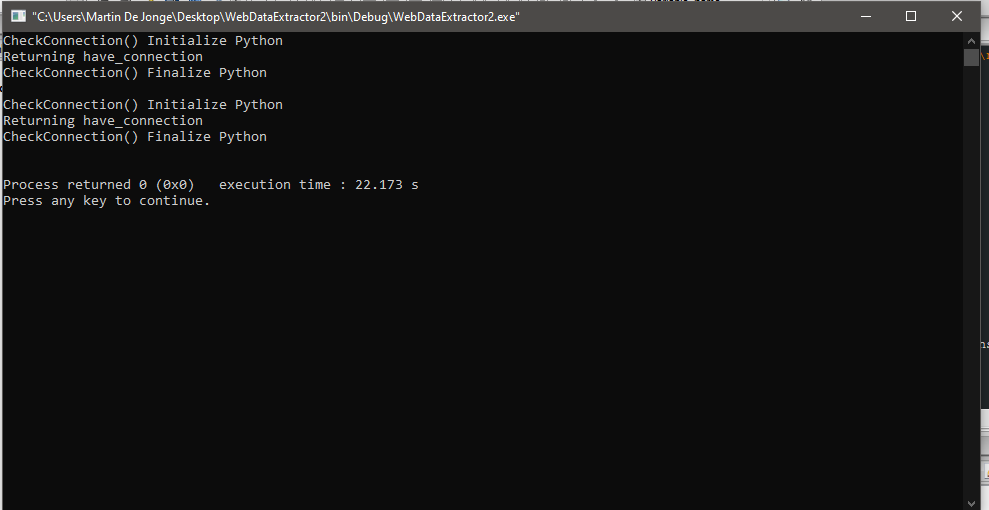 "C:\Users\Martin De Jonge\Desktop\WebDataExtractor2\bin\Debug\WebDataExtractor2.exe"
CheckConnection() Initialize Python
Returning have_connection
CheckConnection() Finalize Python
CheckConnection() Initialize Python
Returning have_connection
CheckConnection() Finalize Python
Process returned 0 (0x0)   execution time : 22.173 s
Press any key to continue.